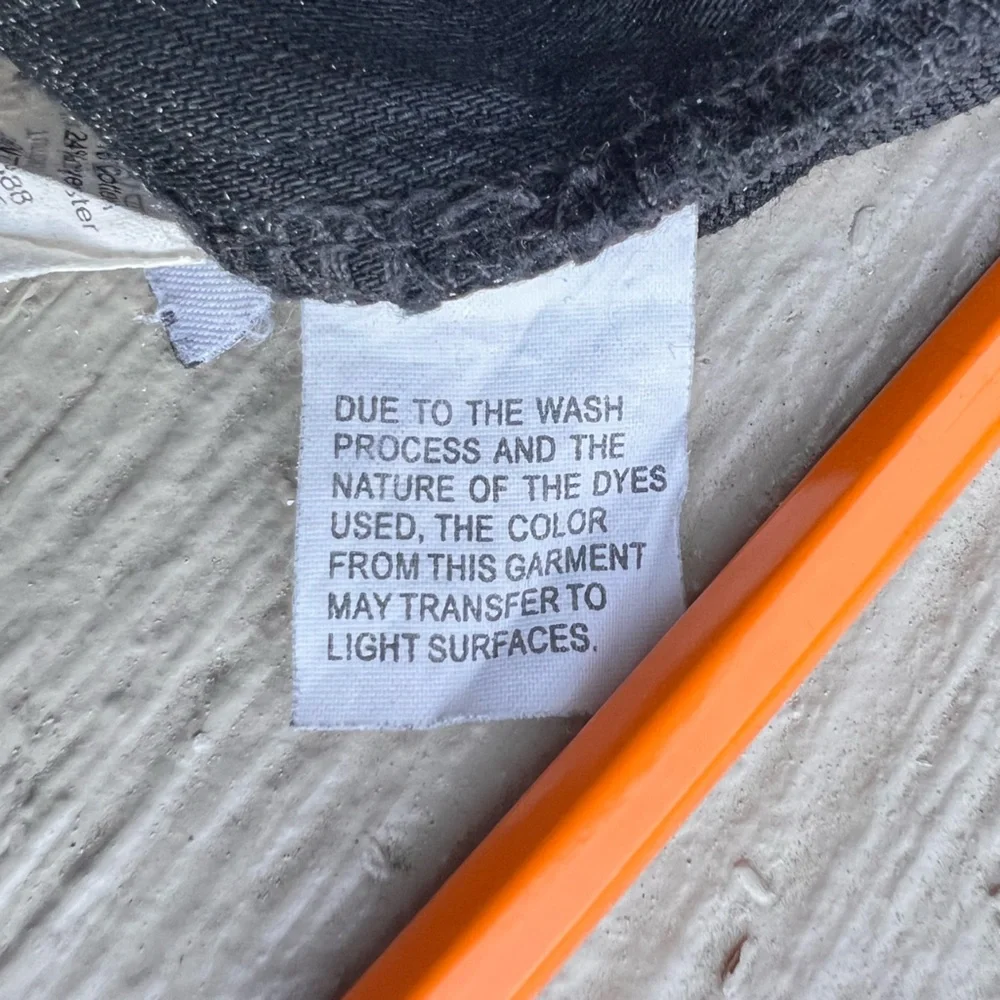 DUE TO THE WASH
PROCESS AND THE
NATURE OF THE DYES
USED, THE COLOR
FROM THIS GARMENT
MAY TRANSFER TO
LIGHT SURFACES.